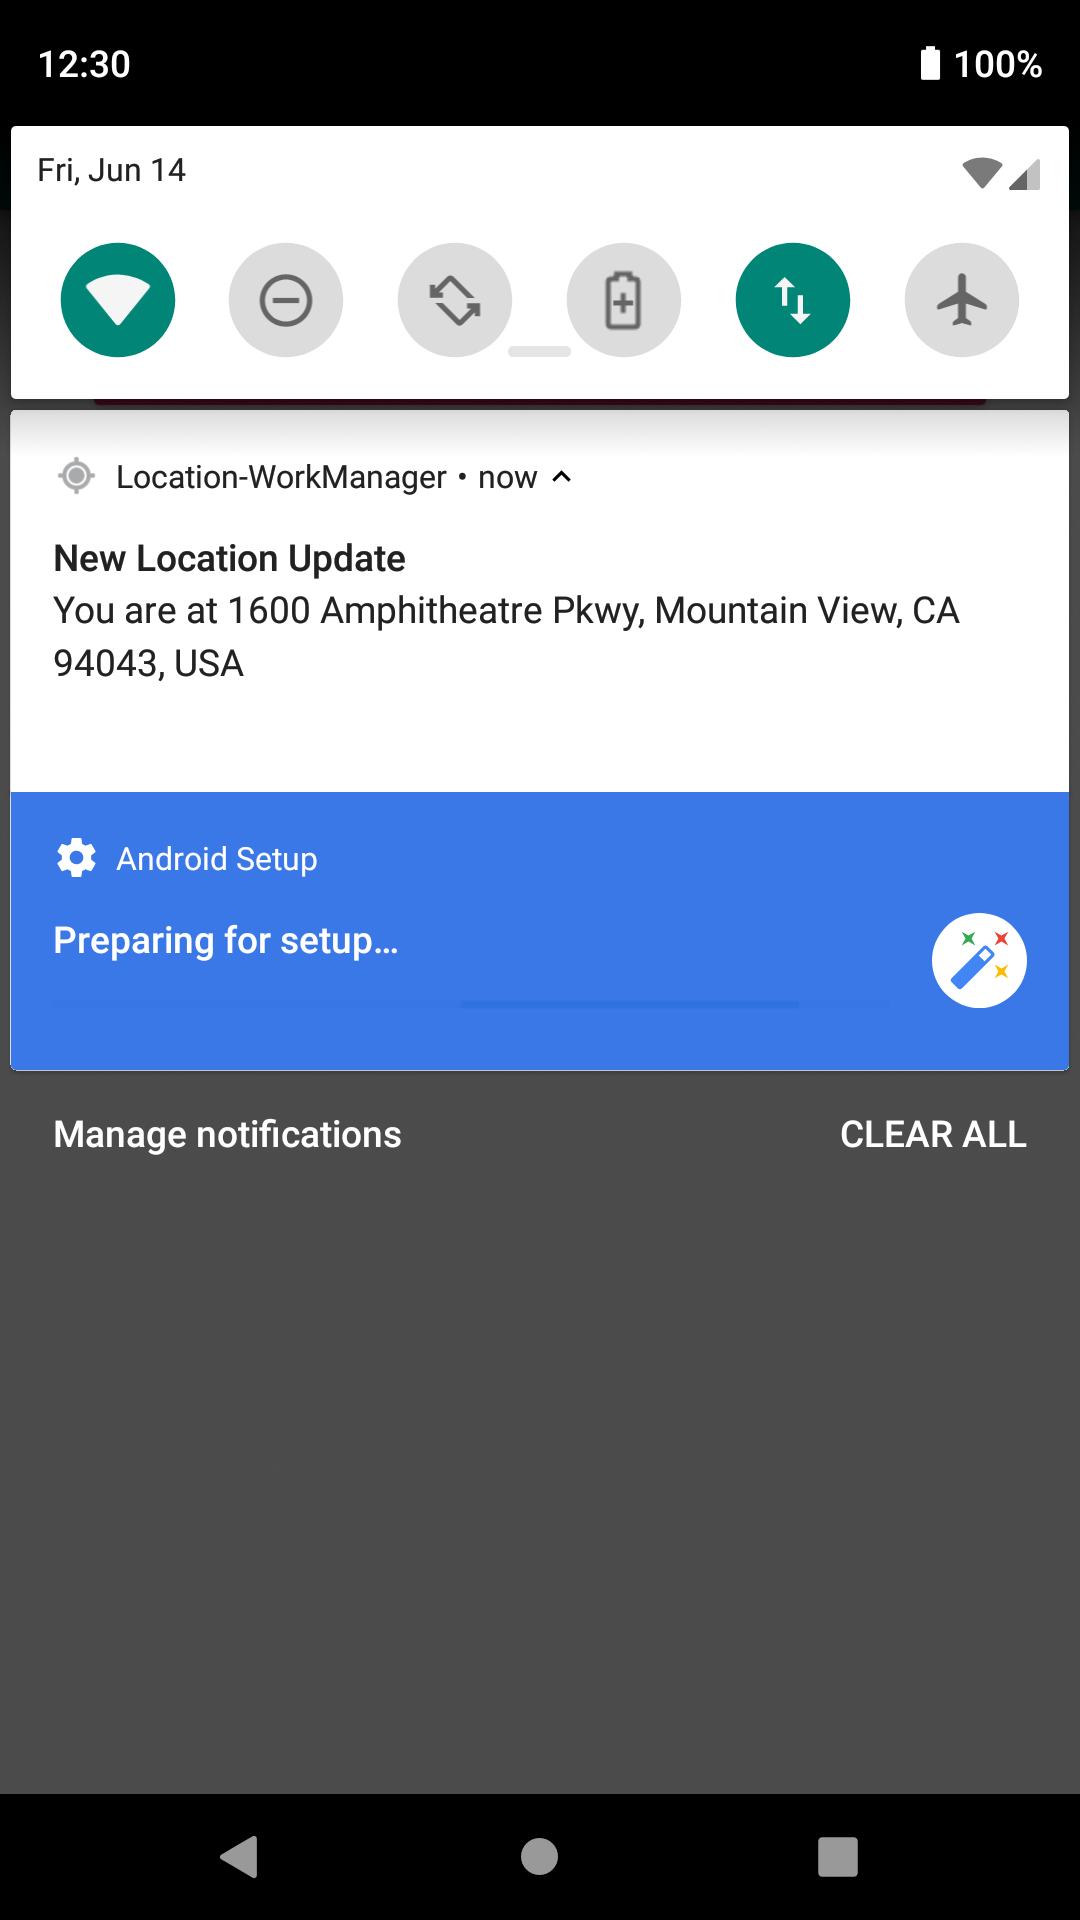 12:30
100%
Fri, Jun 14
Location-WorkManager • now
New Location Update
You are at 1600 Amphitheatre Pkwy, Mountain View, CA
94043, USA
Android Setup
Preparing for setup…
Manage notifications
CLEAR ALL